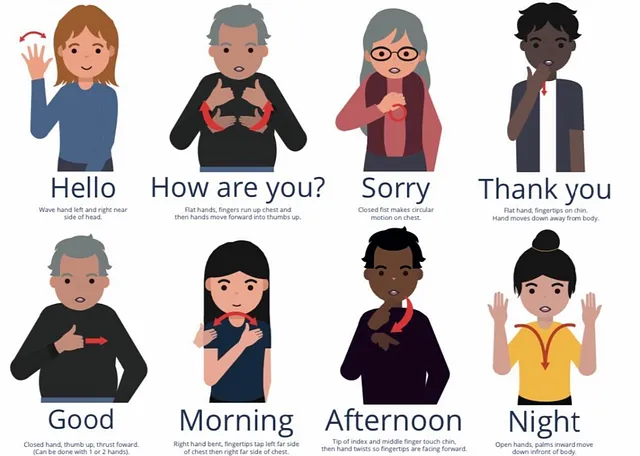 Hello
How are you?
Sorry
Thank you
Wave hand left and right near
side of head.
Flat hands, fingers run up chest and
then hands move forward into thumbs up.
Closed fist makes circular
motion on chest.
Flat hand, fingertips on chin.
Hand moves down away from body.
Good
Morning
Afternoon
Night
Closed hand, thumb up, thrust foward.
(Can be done with 1 or 2 hands).
Right hand bent, fingertips tap left far side
of chest then right far side of chest.
Tip of index and middle finger touch chin,
then hand twists so fingertips are facing forward.
Open hands, palms inward move
down infront of body.